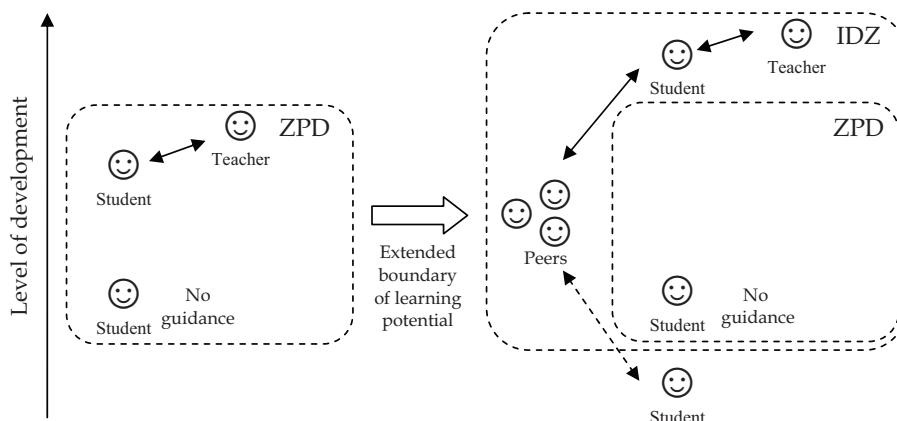 Level of development
ZPD
Teacher
Student
Student
No
guidance
Extended
boundary
of learning
potential
IDZ
Student
Teacher
ZPD
Peers
Student
No
guidance
Student